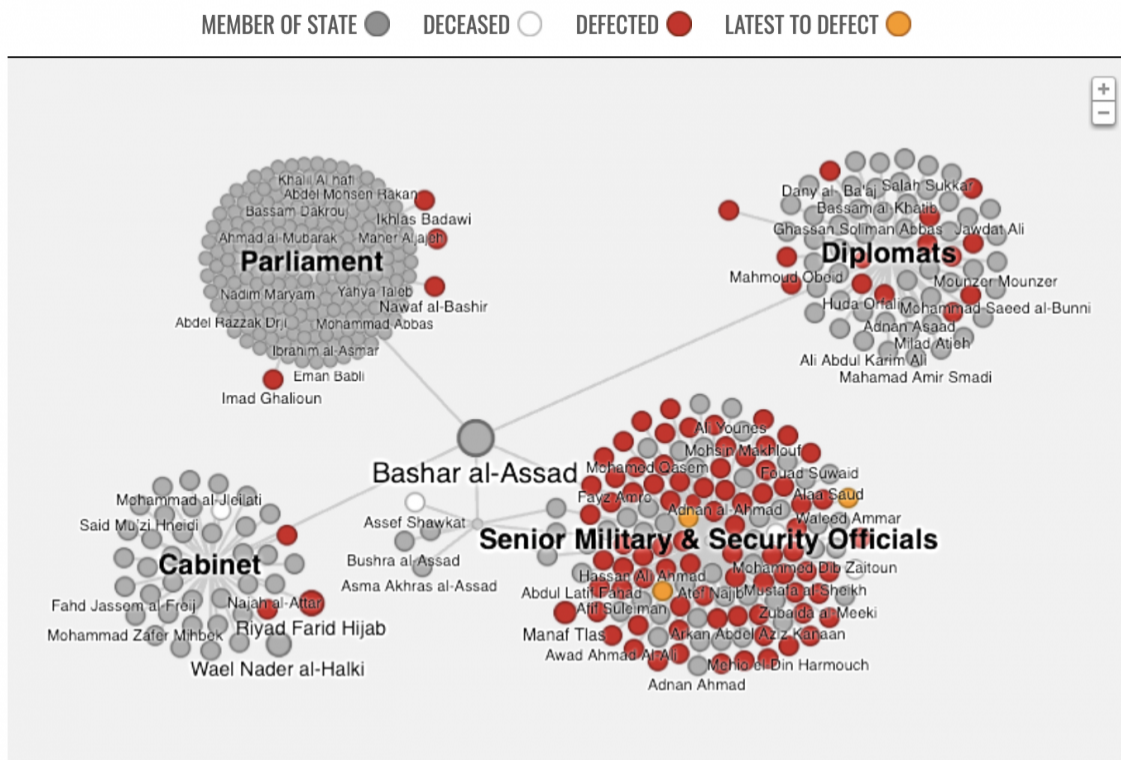 MEMBER OF STATE DECEASED DEFECTED LATEST TO DEFECT
+
−
Khalil Al hafi
Abdel Mohsen Rakan
Bassam Dakrouj
Ikhlas Badawi
Ahmad al-Mubarak
Maher Aljajeh
Parliament
Nadim Maryam
Yahya Taleb
Nawaf al-Bashir
Abdel Razzak Drji
Mohammad Abbas
Ibrahim al-Asmar
Eman Babli
Imad Ghalioun
Dany al- Ba'aj
Salah Sukkar
Bassam al-Khatib
Ghassan Soliman Abbas
Jawdat Ali
Diplomats
Mahmoud Obeid
Mounzer Mounzer
Huda Orfali
Mohammad Saeed al-Bunni
Adnan Asaad
Milad Atieh
Ali Abdul Karim Ali
Mahamad Amir Smadi
Bashar al-Assad
Assef Shawkat
Bushra al-Assad
Asma Akhras al-Assad
Mohammad al-Jleilati
Said Mu'zi Hneidi
Cabinet
Fahd Jassem al-Freij
Najah al-Attar
Mohammad Zafer Mihbek
Riyad Farid Hijab
Wael Nader al-Halki
Ali Younes
Mohsin Makhlouf
Mohamed Qasem
Fouad Suwaid
Fayz Amro
Alaa Saud
Adnan al-Ahmad
Waleed Ammar
Senior Military & Security Officials
Mohammed Dib Zaitoun
Hassan Ali Ahmad
Abdul Latif Fahad
Atef Najib
Mustafa al-Sheikh
Afif Suleiman
Zubaida al-Meeki
Manaf Tlas
Arkan Abdel Aziz Kanaan
Awad Ahmad Al-Ali
Mehio el Din Harmouch
Adnan Ahmad